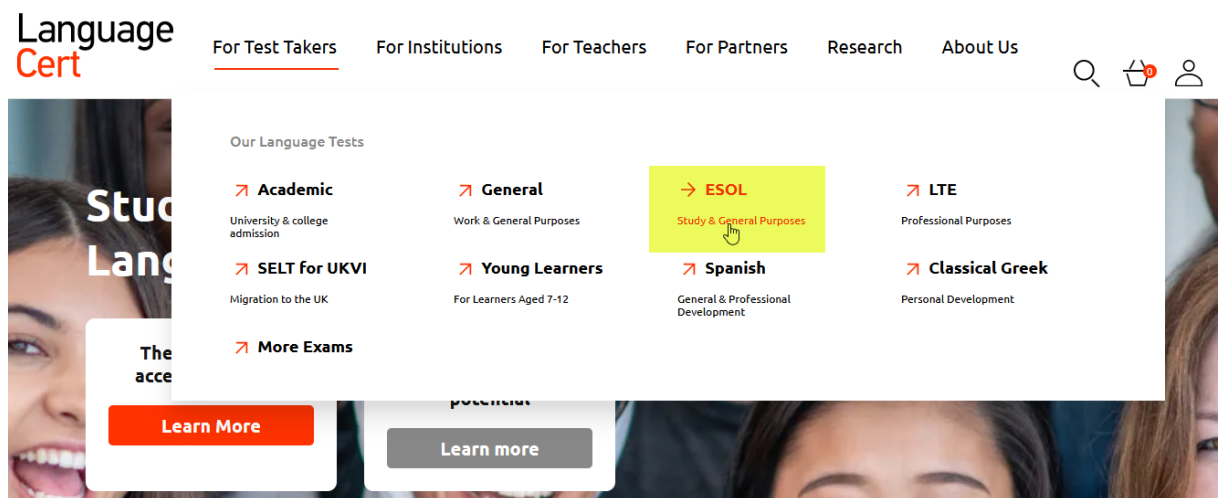 Language
Cert
For Test Takers For Institutions For Teachers For Partners Research About Us
0
Our Language Tests
Academic General ESOL LTE
University & college Work & General Purposes Study & General Purposes Professional Purposes
admission
SELT for UKVI Young Learners Spanish Classical Greek
Migration to the UK For Learners Aged 7-12 General & Professional Personal Development
Development
More Exams
The
acce
Learn More
Learn more